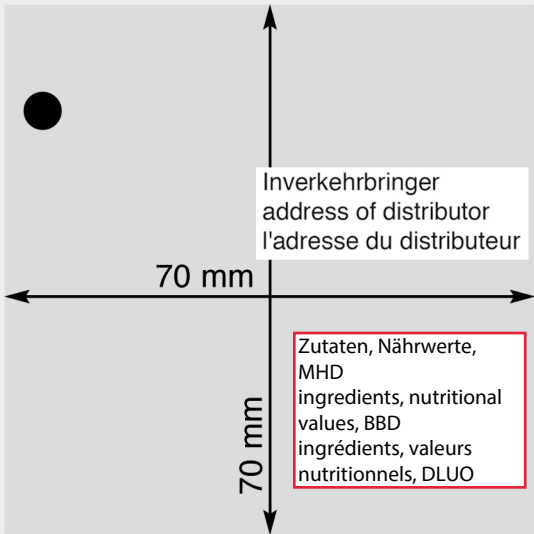 Inverkehrbringer
address of distributor
l'adresse du distributeur
70 mm
Zutaten, Nährwerte,
MHD
ingredients, nutritional
values, BBD
ingrédients, valeurs
nutritionnels, DLUO
70 mm